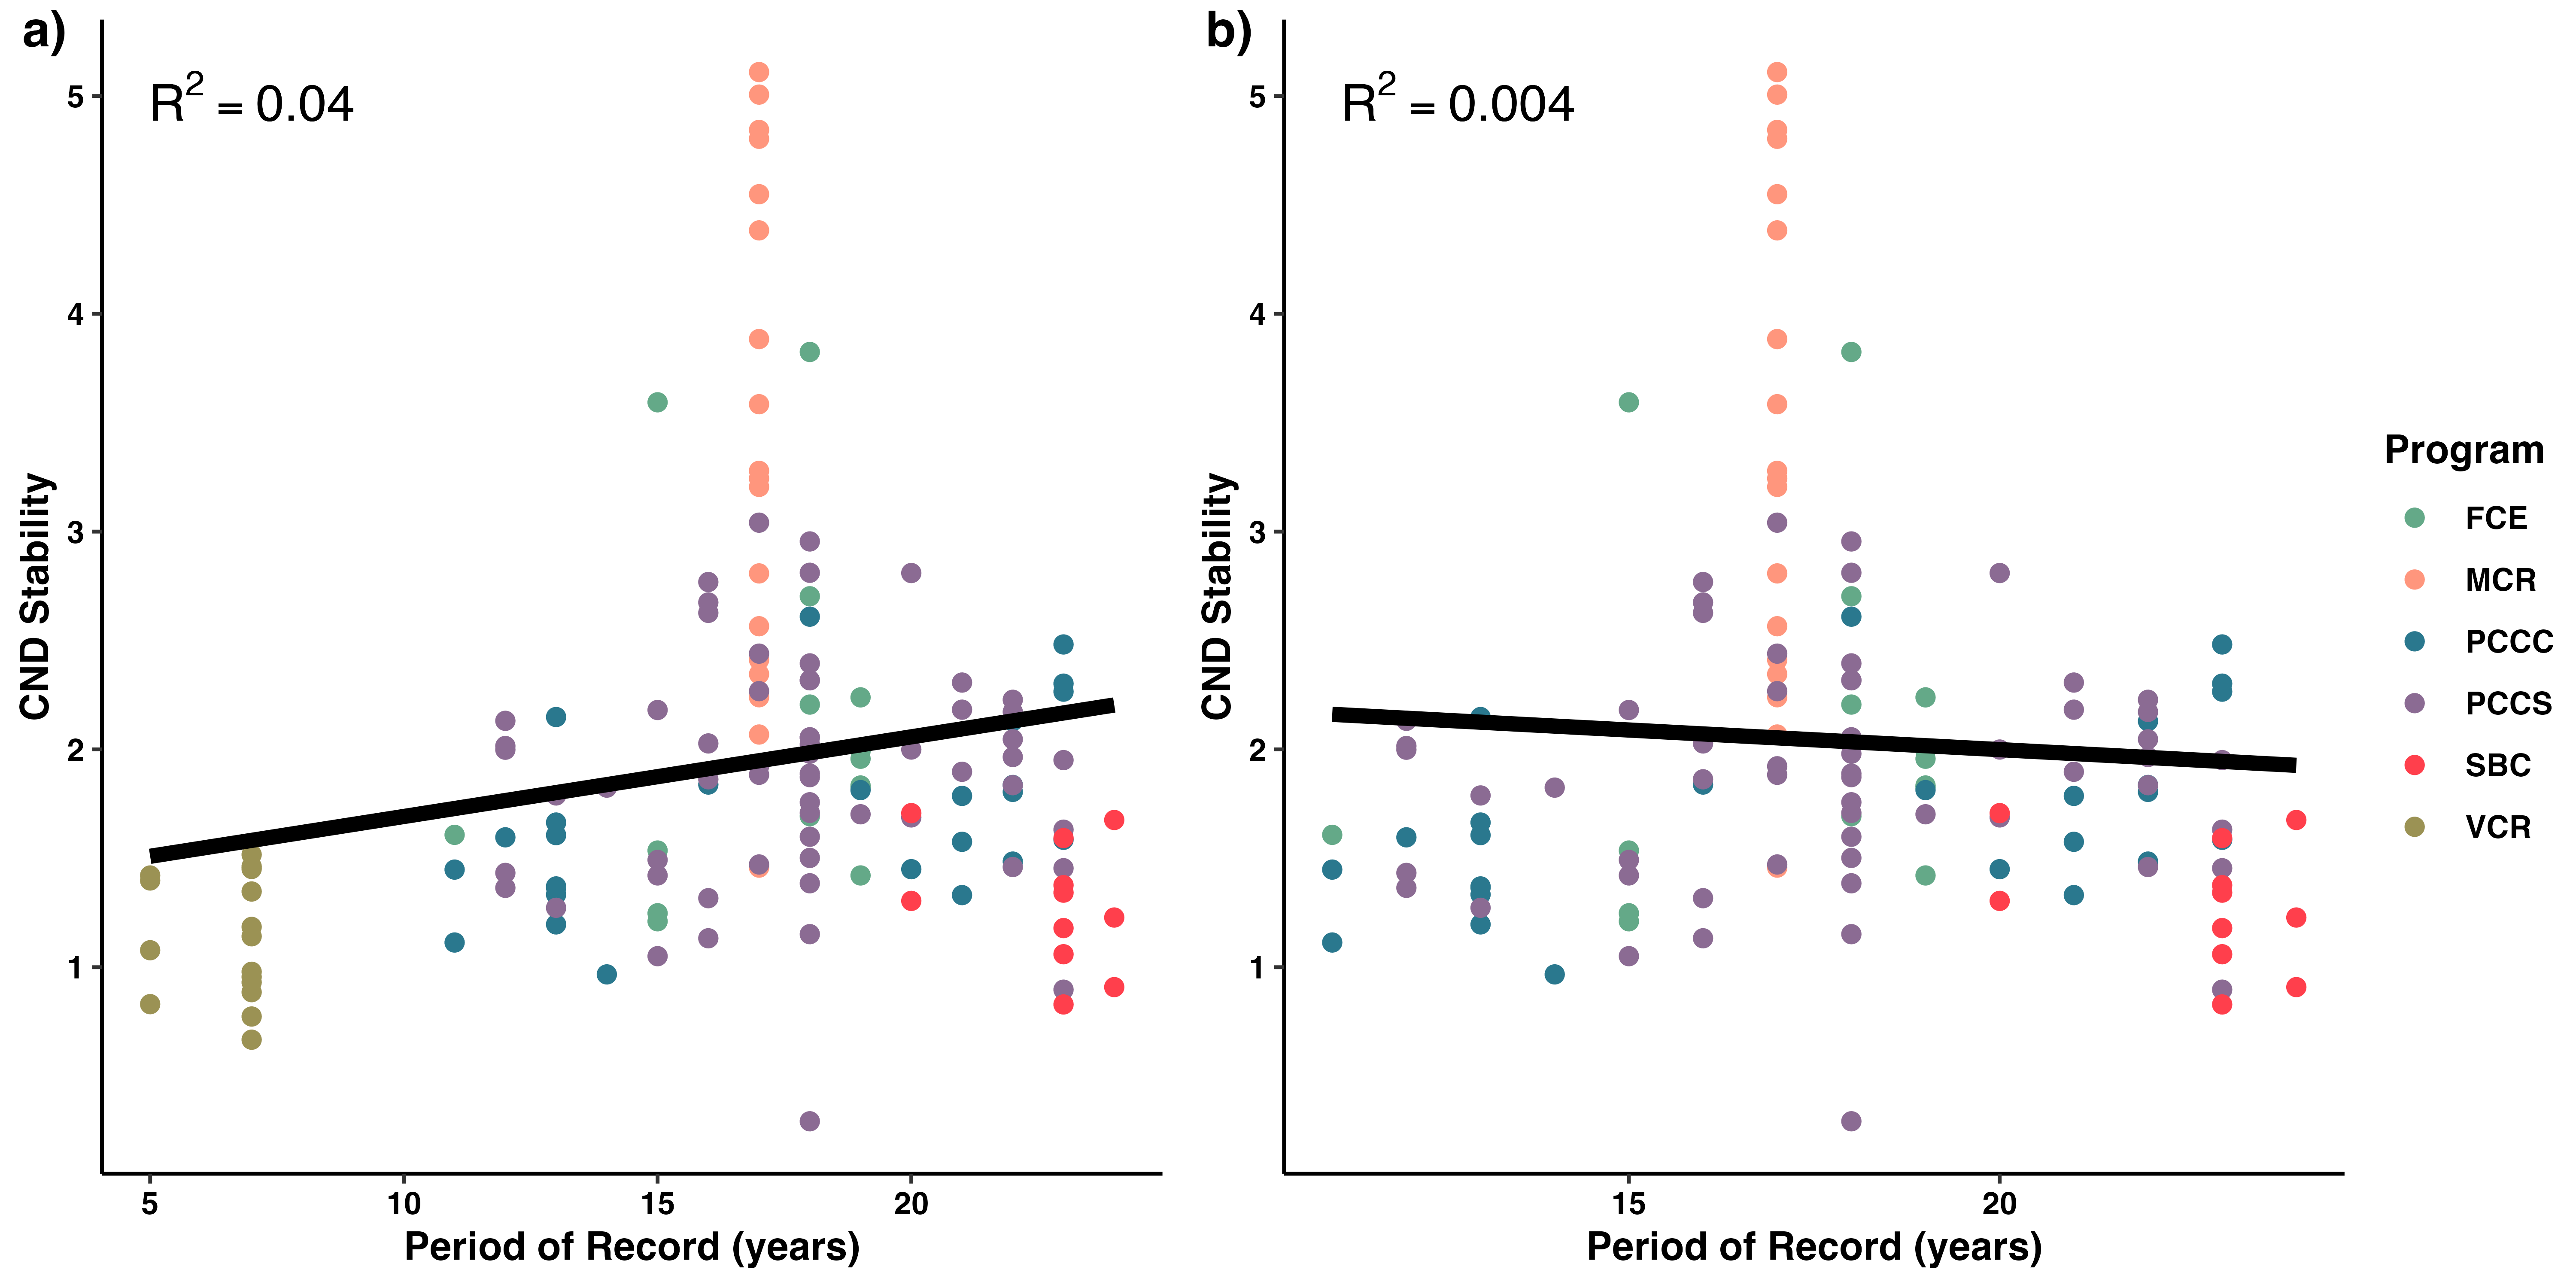 a)
R² = 0.04
CND Stability
5
4
3
2
1
5 10 15 20
Period of Record (years)
b)
R² = 0.004
CND Stability
5
4
3
2
1
15 20
Period of Record (years)
Program
FCE
MCR
PCCC
PCCS
SBC
VCR